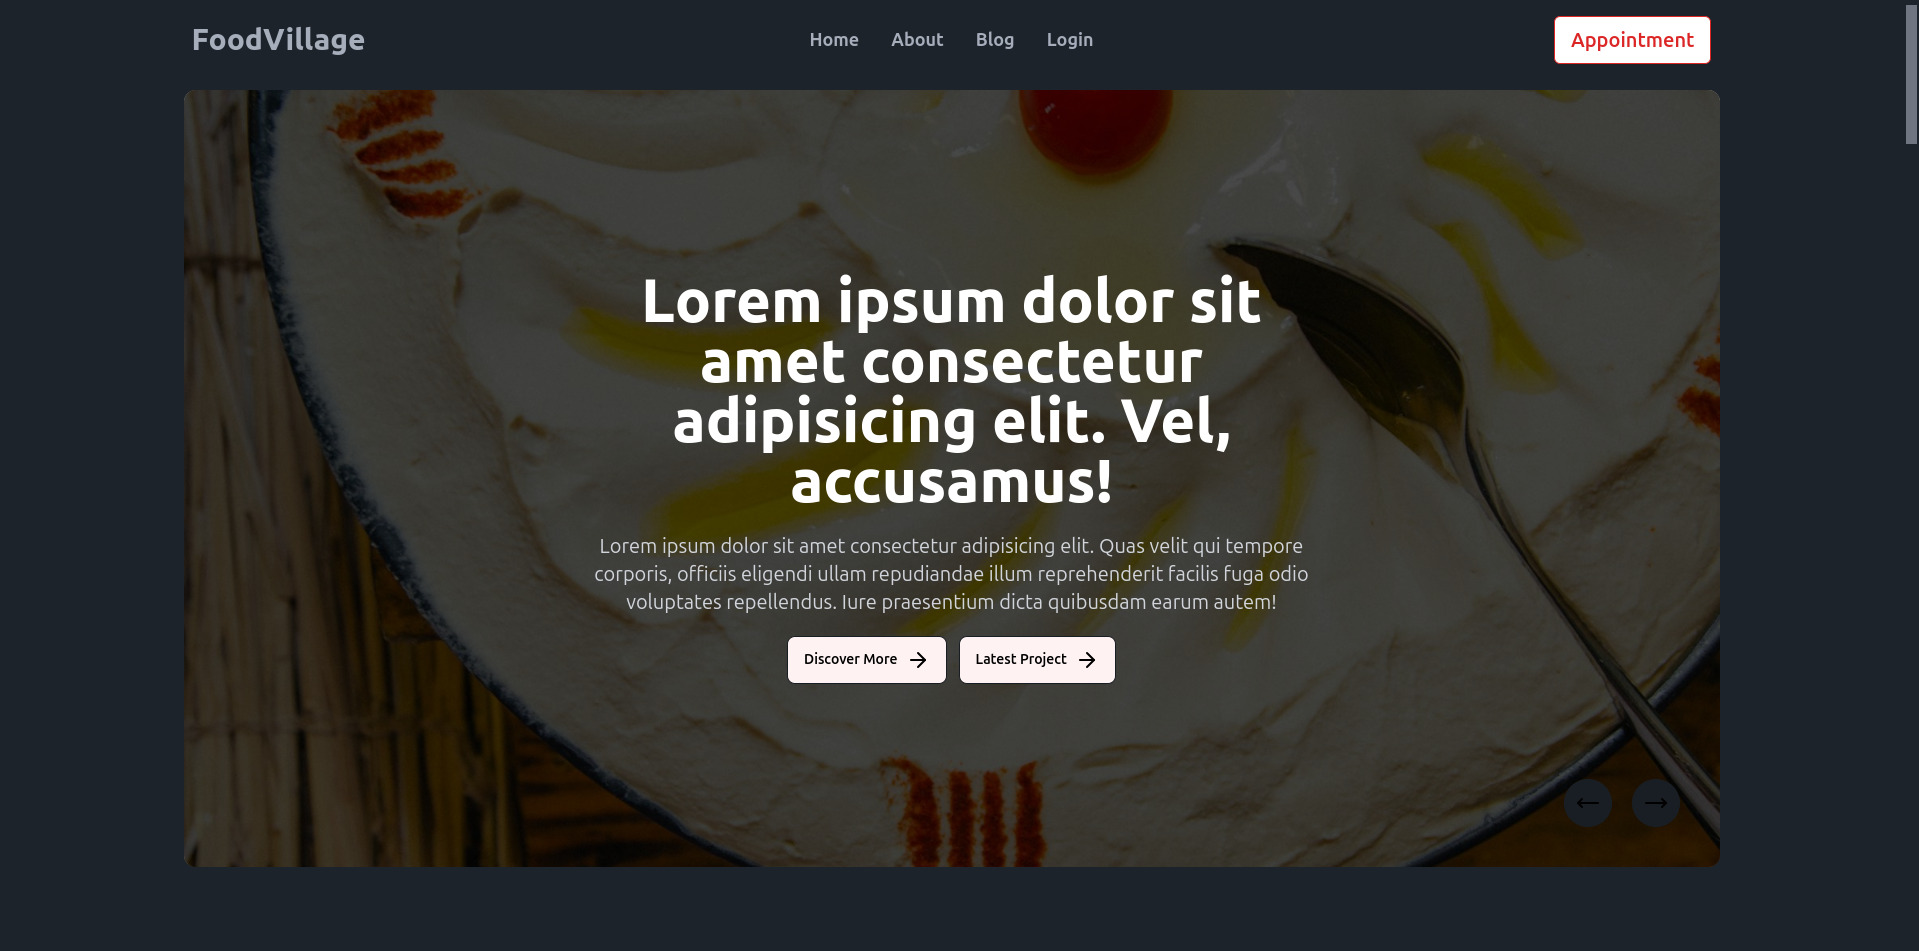 FoodVillage
Home
About
Blog
Login
Appointment
Lorem ipsum dolor sit
amet consectetur
adipisicing elit. Vel,
accusamus!
Lorem ipsum dolor sit amet consectetur adipisicing elit. Quas velit qui tempore
corporis, officiis eligendi ullam repudiandae illum reprehenderit facilis fuga odio
voluptates repellendus. Iure praesentium dicta quibusdam earum autem!
Discover More
Latest Project